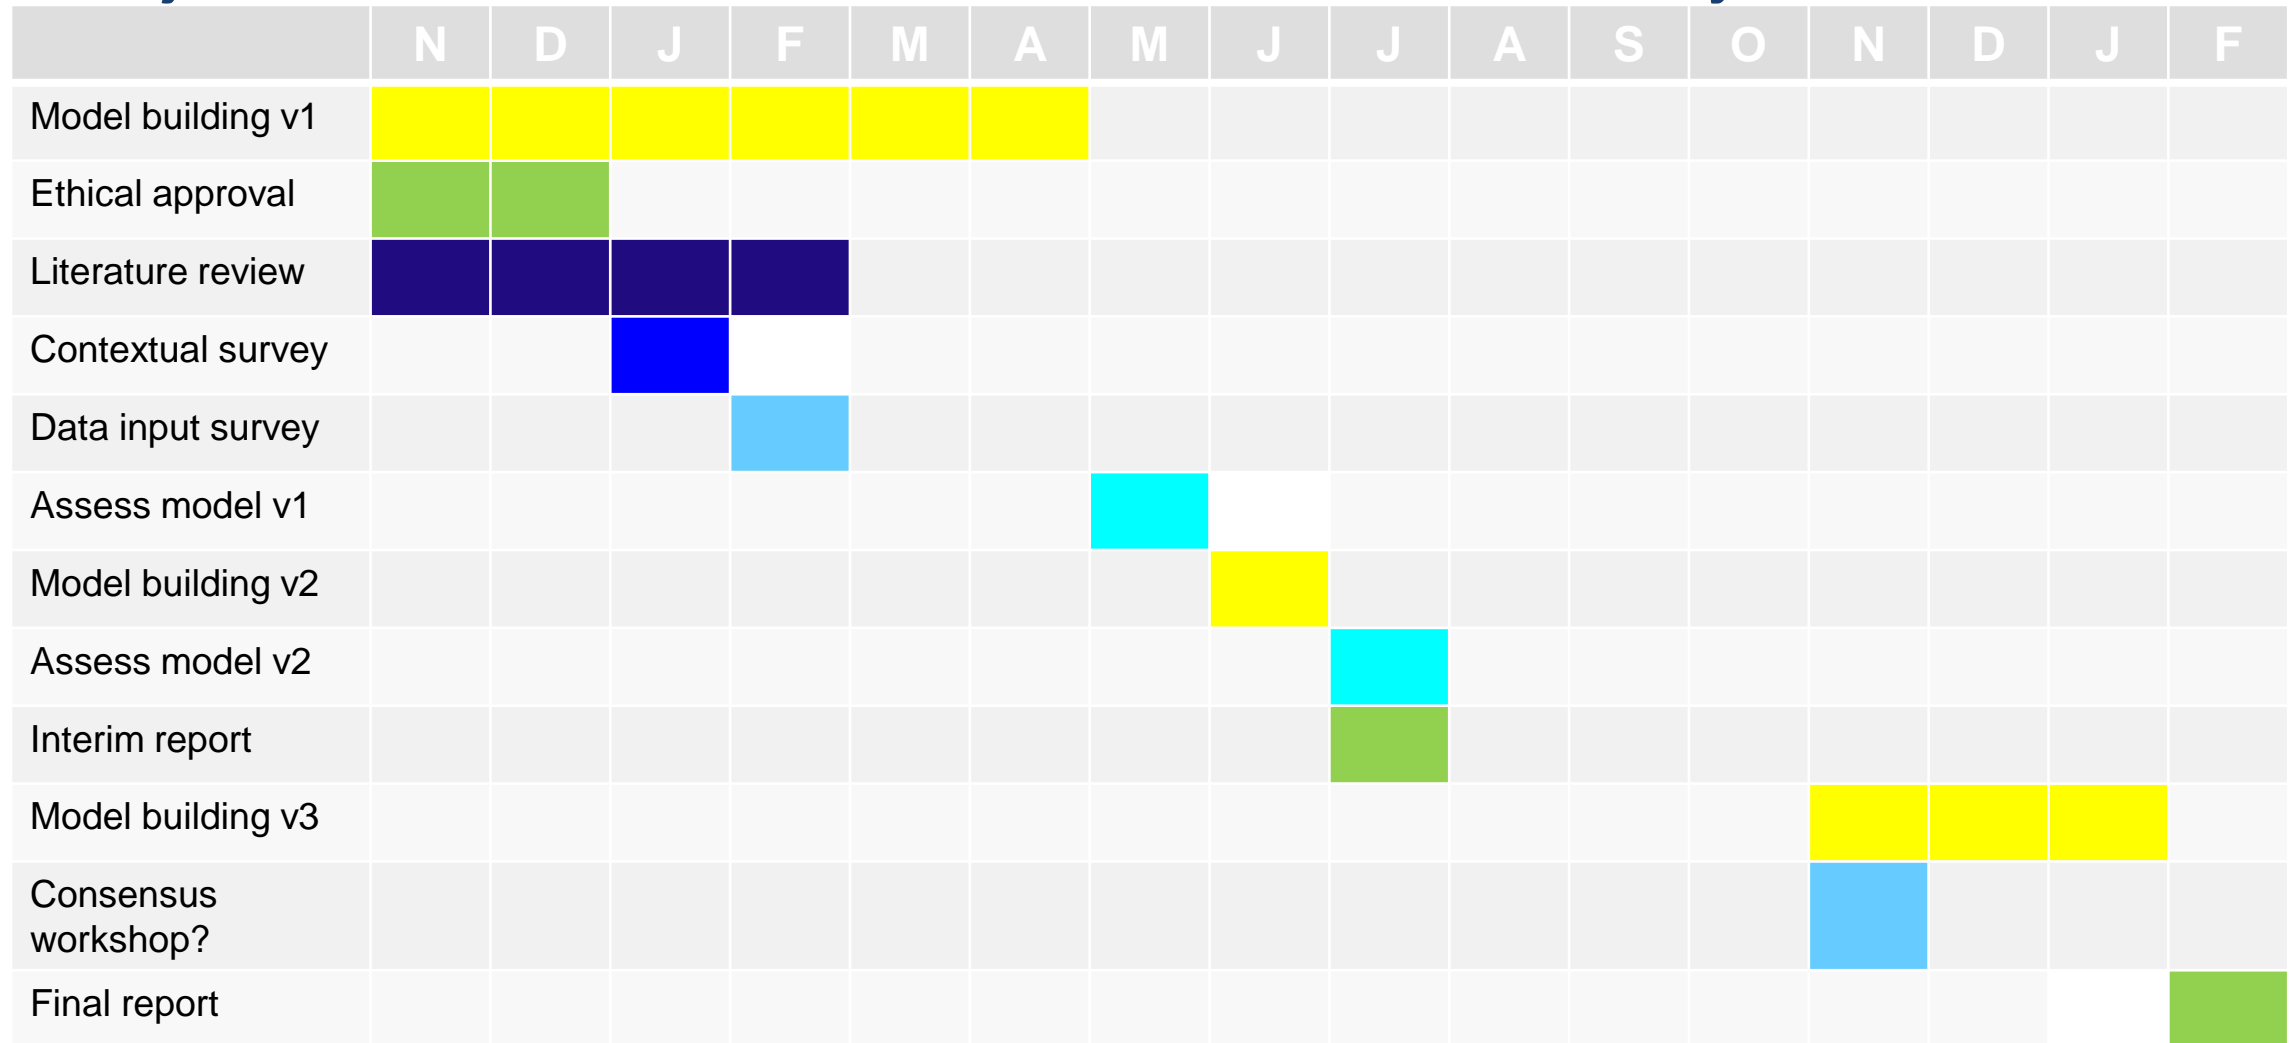 N D J F M A M J J A S O N D J F
Model building v1
Ethical approval
Literature review
Contextual survey
Data input survey
Assess model v1
Model building v2
Assess model v2
Interim report
Model building v3
Consensus
workshop?
Final report